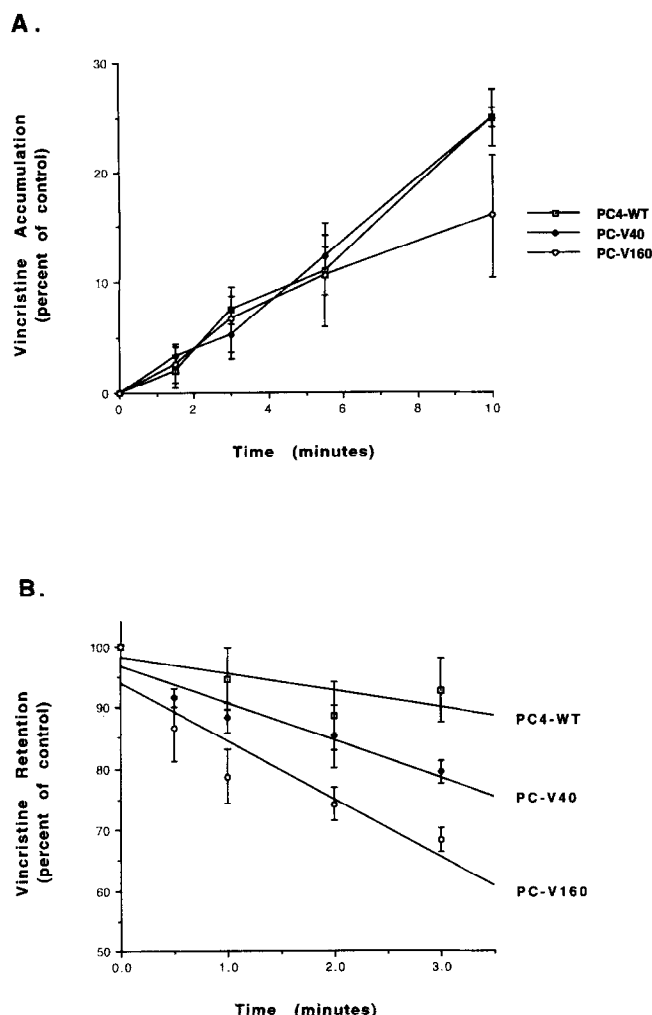 A.
Vincristine Accumulation
(percent of control)
30
20
10
0
0 2 4 6 8 10
Time (minutes)
PC4-WT
PC-V40
PC-V160
B.
Vincristine Retention
(percent of control)
100
90
80
70
60
50
0.0 1.0 2.0 3.0
Time (minutes)
PC4-WT
PC-V40
PC-V160